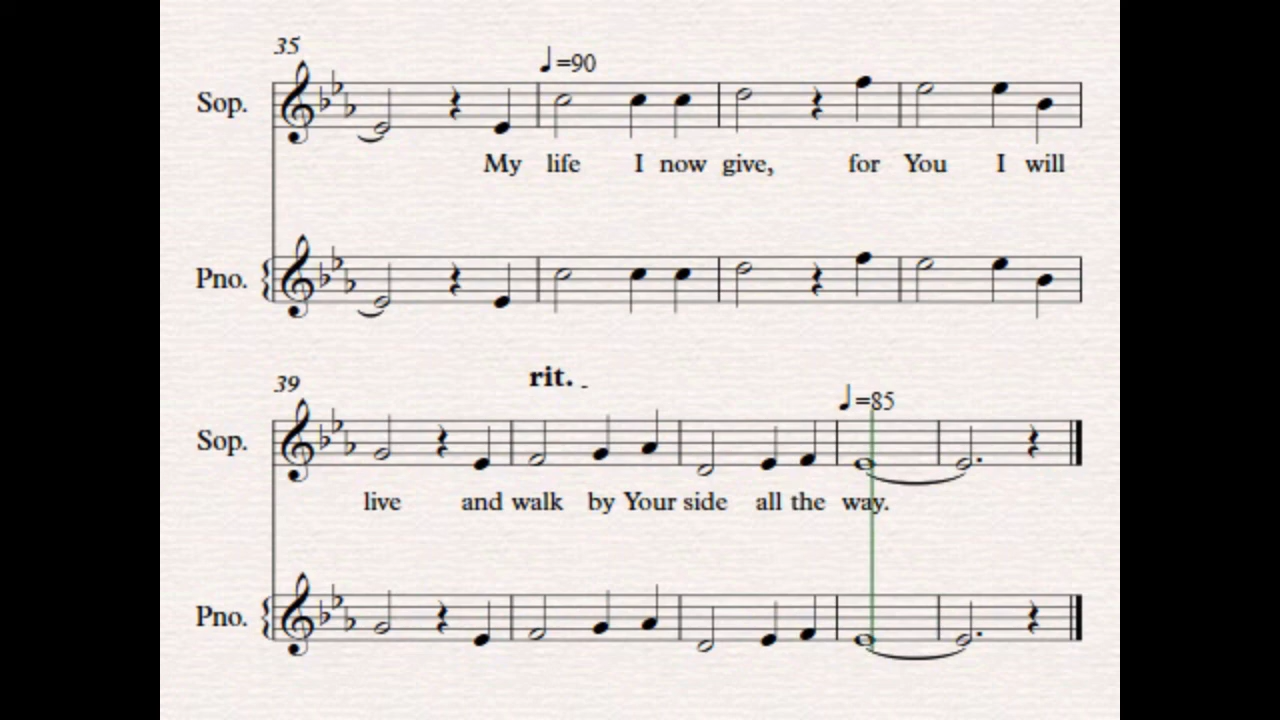 35
♩=90
Sop.
My life I now give, for You I will
Pno.
39
rit. _
♩=85
Sop.
live and walk by Your side all the way.
Pno.